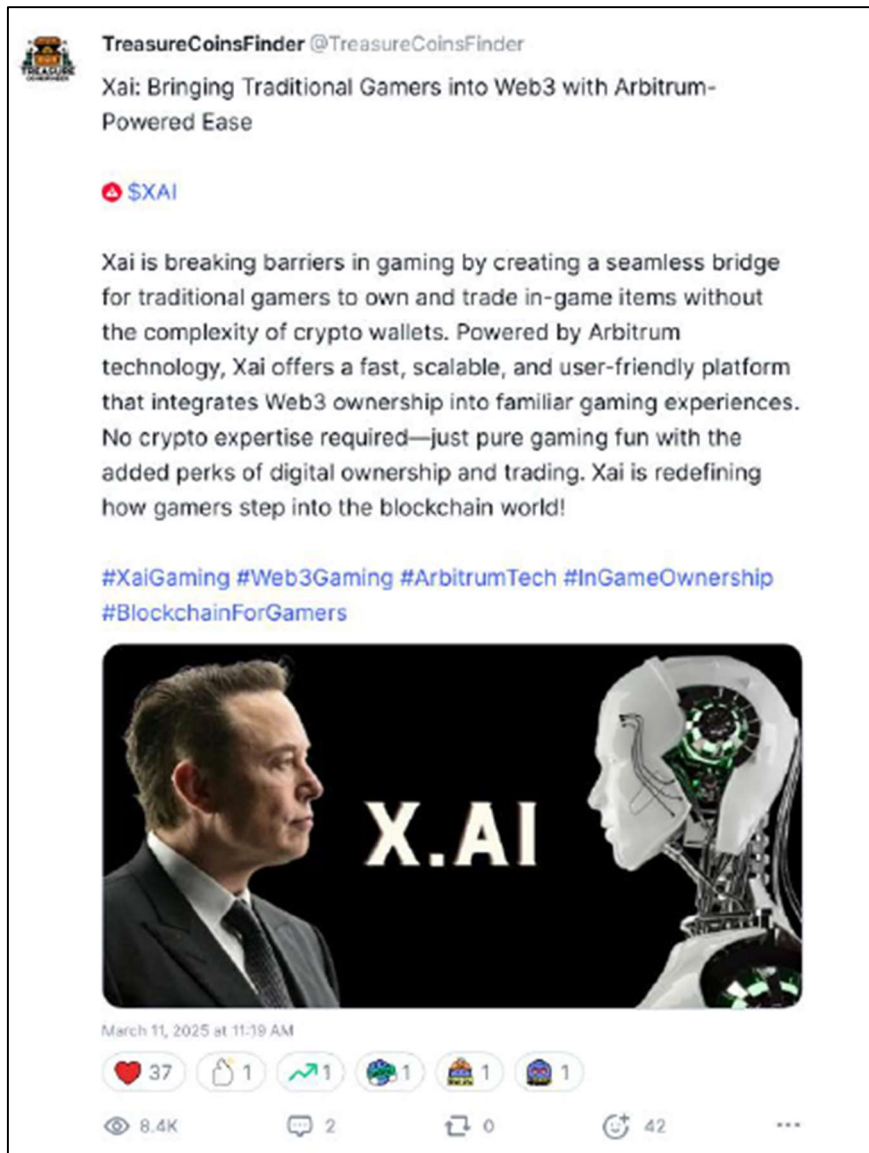 TreasureCoinsFinder @TreasureCoinsFinder
Xai: Bringing Traditional Gamers into Web3 with Arbitrum-
Powered Ease
$XAI
Xai is breaking barriers in gaming by creating a seamless bridge
for traditional gamers to own and trade in-game items without
the complexity of crypto wallets. Powered by Arbitrum
technology, Xai offers a fast, scalable, and user-friendly platform
that integrates Web3 ownership into familiar gaming experiences.
No crypto expertise required—just pure gaming fun with the
added perks of digital ownership and trading. Xai is redefining
how gamers step into the blockchain world!
#XaiGaming #Web3Gaming #ArbitrumTech #InGameOwnership
#BlockchainForGamers
X.AI
March 11, 2025 at 11:19 AM
37 1 1 1 1 1
8.4K 2 0 42